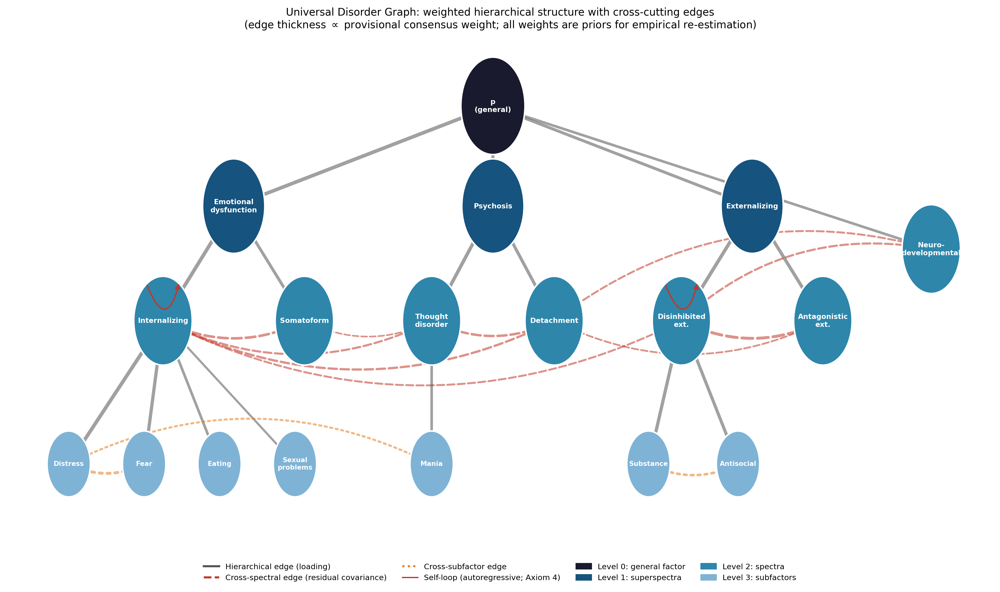 Universal Disorder Graph: weighted hierarchical structure with cross-cutting edges
(edge thickness ∝ provisional consensus weight; all weights are priors for empirical re-estimation)
p
(general)
Emotional
dysfunction
Psychosis
Externalizing
Neuro-
developmental
Internalizing
Somatoform
Thought
disorder
Detachment
Disinhibited
ext.
Antagonistic
ext.
Distress
Fear
Eating
Sexual
problems
Mania
Substance
Antisocial
Hierarchical edge (loading)
Cross-spectral edge (residual covariance)
Cross-subfactor edge
Self-loop (autoregressive; Axiom 4)
Level 0: general factor
Level 1: superspectra
Level 2: spectra
Level 3: subfactors